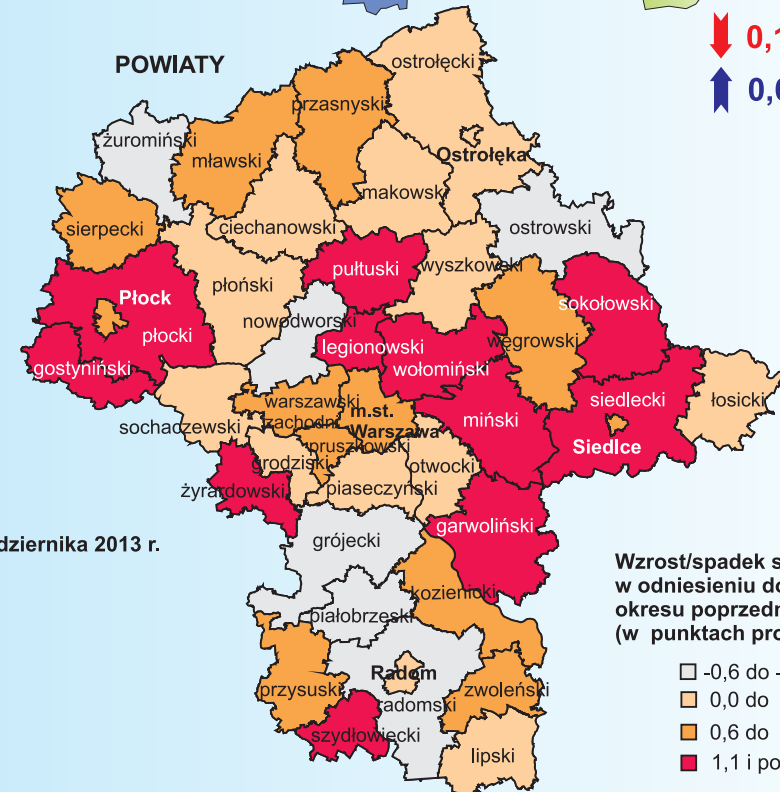 0,1
POWIATY
ostrołęcki
0,
przasnyski
żuromiński
Ostrołęka
mławski
makowski
sierpecki
ciechanowski
ostrowski
pułtuski
wyszkowski
płoński
Płock
sokołowski
nowodworski
płocki
węgrowski
legionowski
gostyniński
wołomiński
warszawski
zachodni
m.st.
Warszawa
siedlecki
łosicki
miński
sochaczewski
pruszkowski
Siedlce
grodziski
otwocki
żyrardowski
piaseczyński
garwoliński
grójecki
dziernika 2013 r.
Wzrost/spadek s
w odniesieniu do
okresu poprzedn
(w punktach pro
kozienicki
białobrzeski
-0,6 do -
Radom
0,0 do
przysuski
zwoleński
radomski
0,6 do
szydłowiecki
lipski
1,1 i po